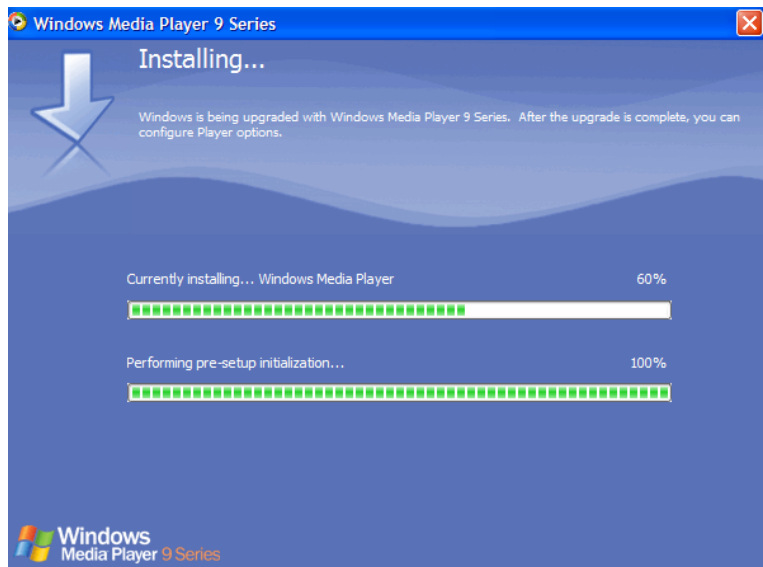 Windows Media Player 9 Series
Installing...
Windows is being upgraded with Windows Media Player 9 Series. After the upgrade is complete, you can
configure Player options.
Currently installing... Windows Media Player 60%
Performing pre-setup initialization... 100%
Windows
Media Player 9 Series